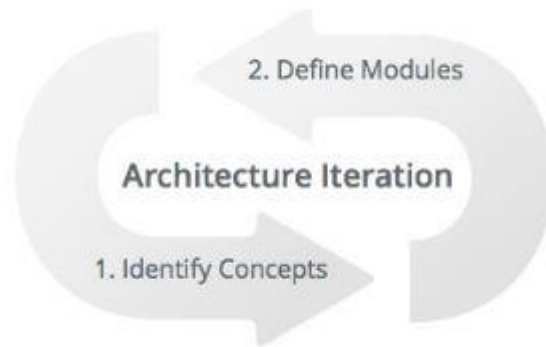 2. Define Modules
Architecture Iteration
1. Identify Concepts